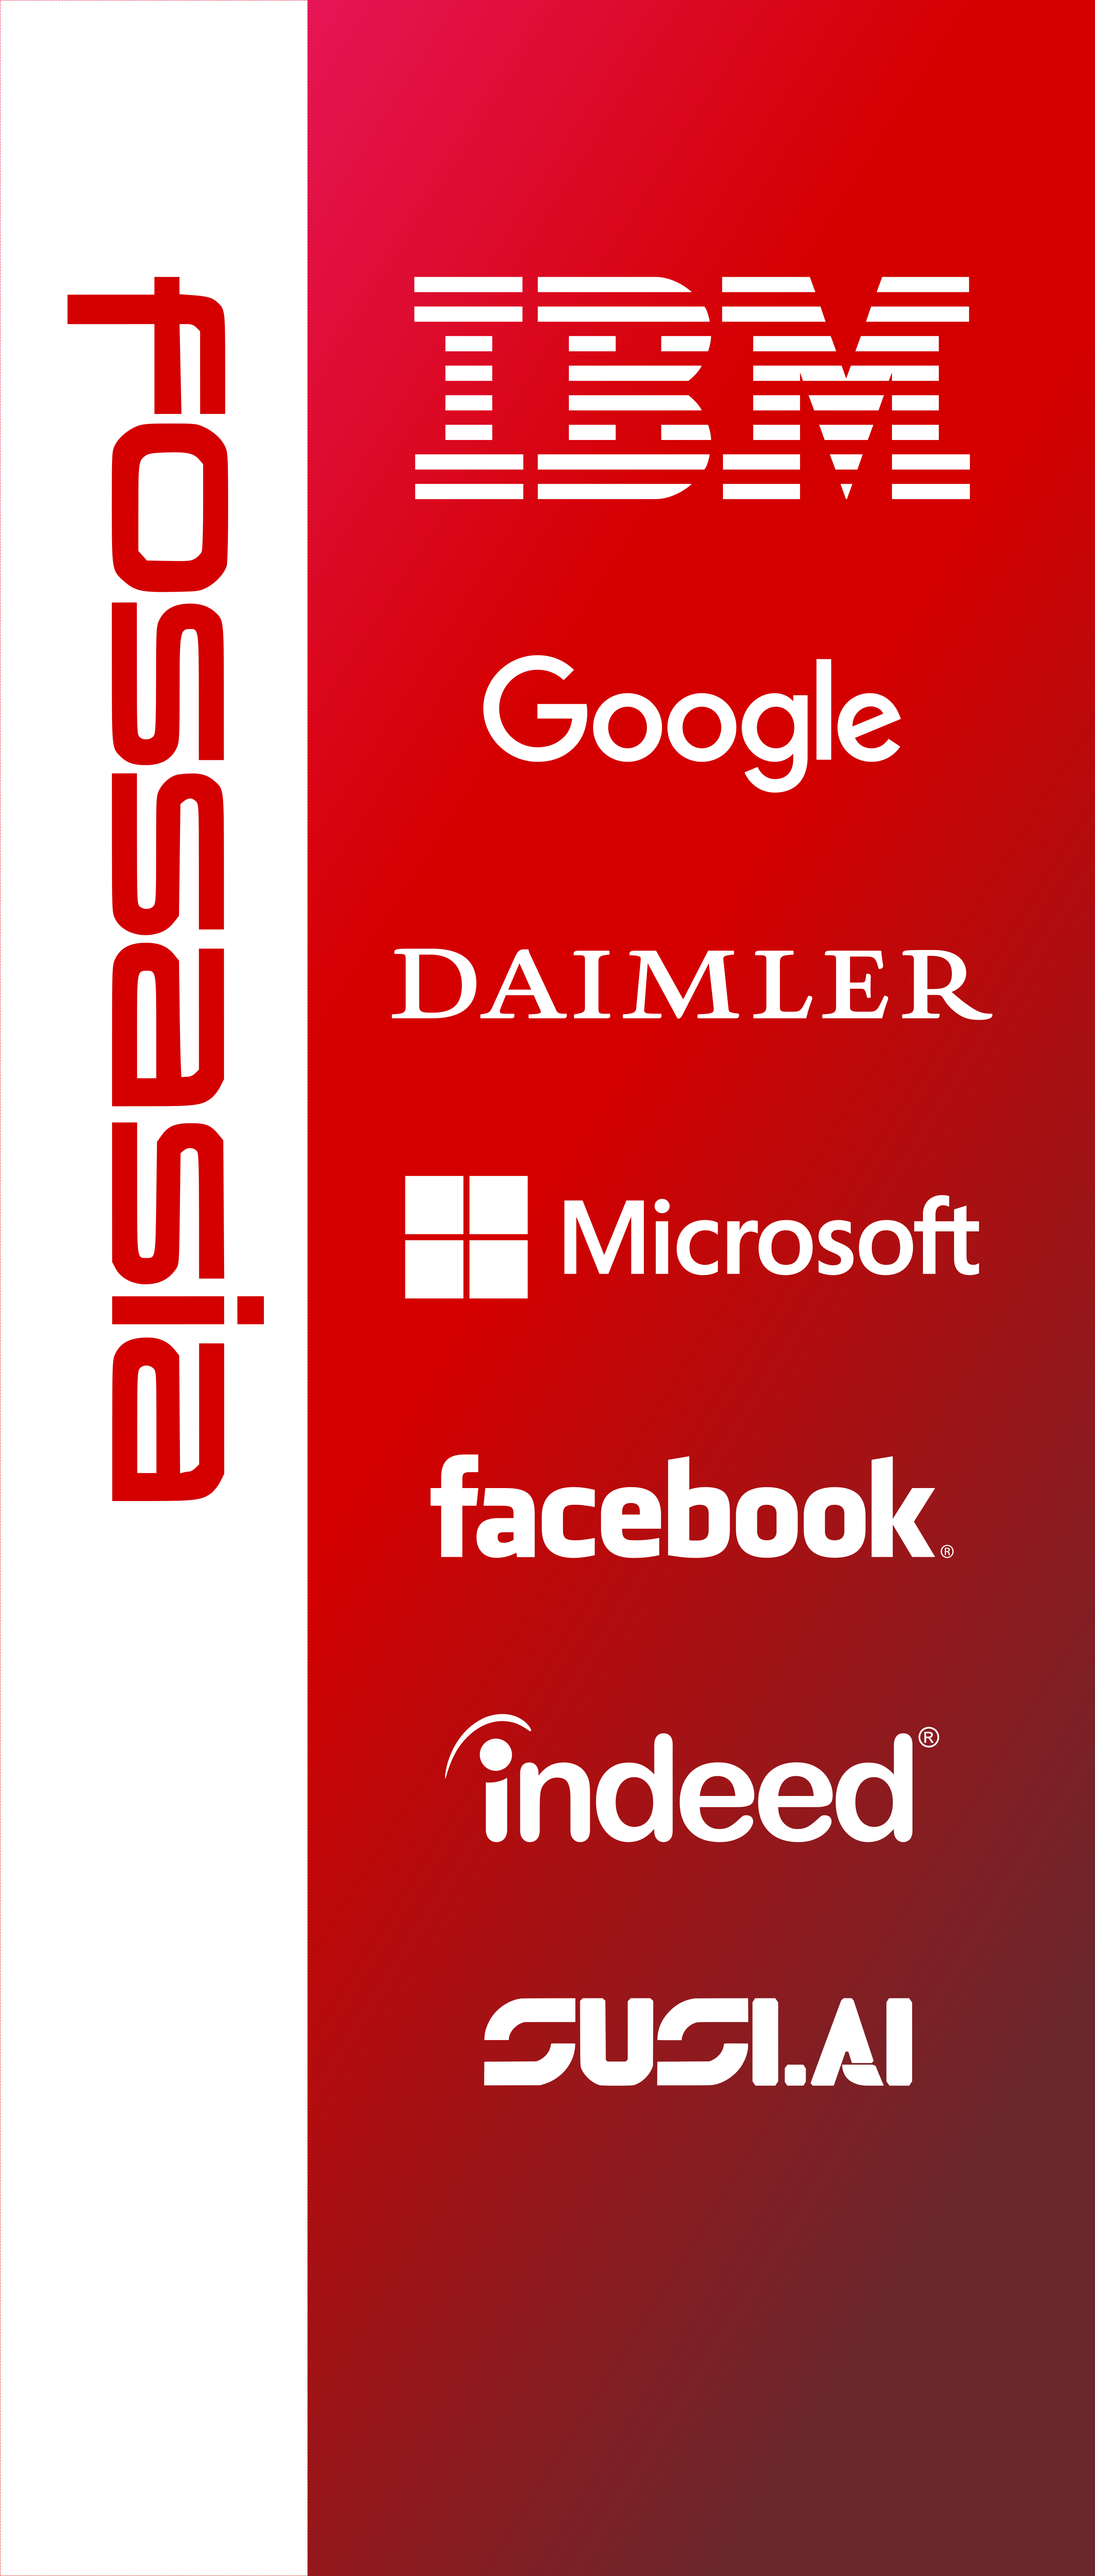 fossasia
IBM
Google
DAIMLER
Microsoft
facebook®
indeed®
SUSI.AI